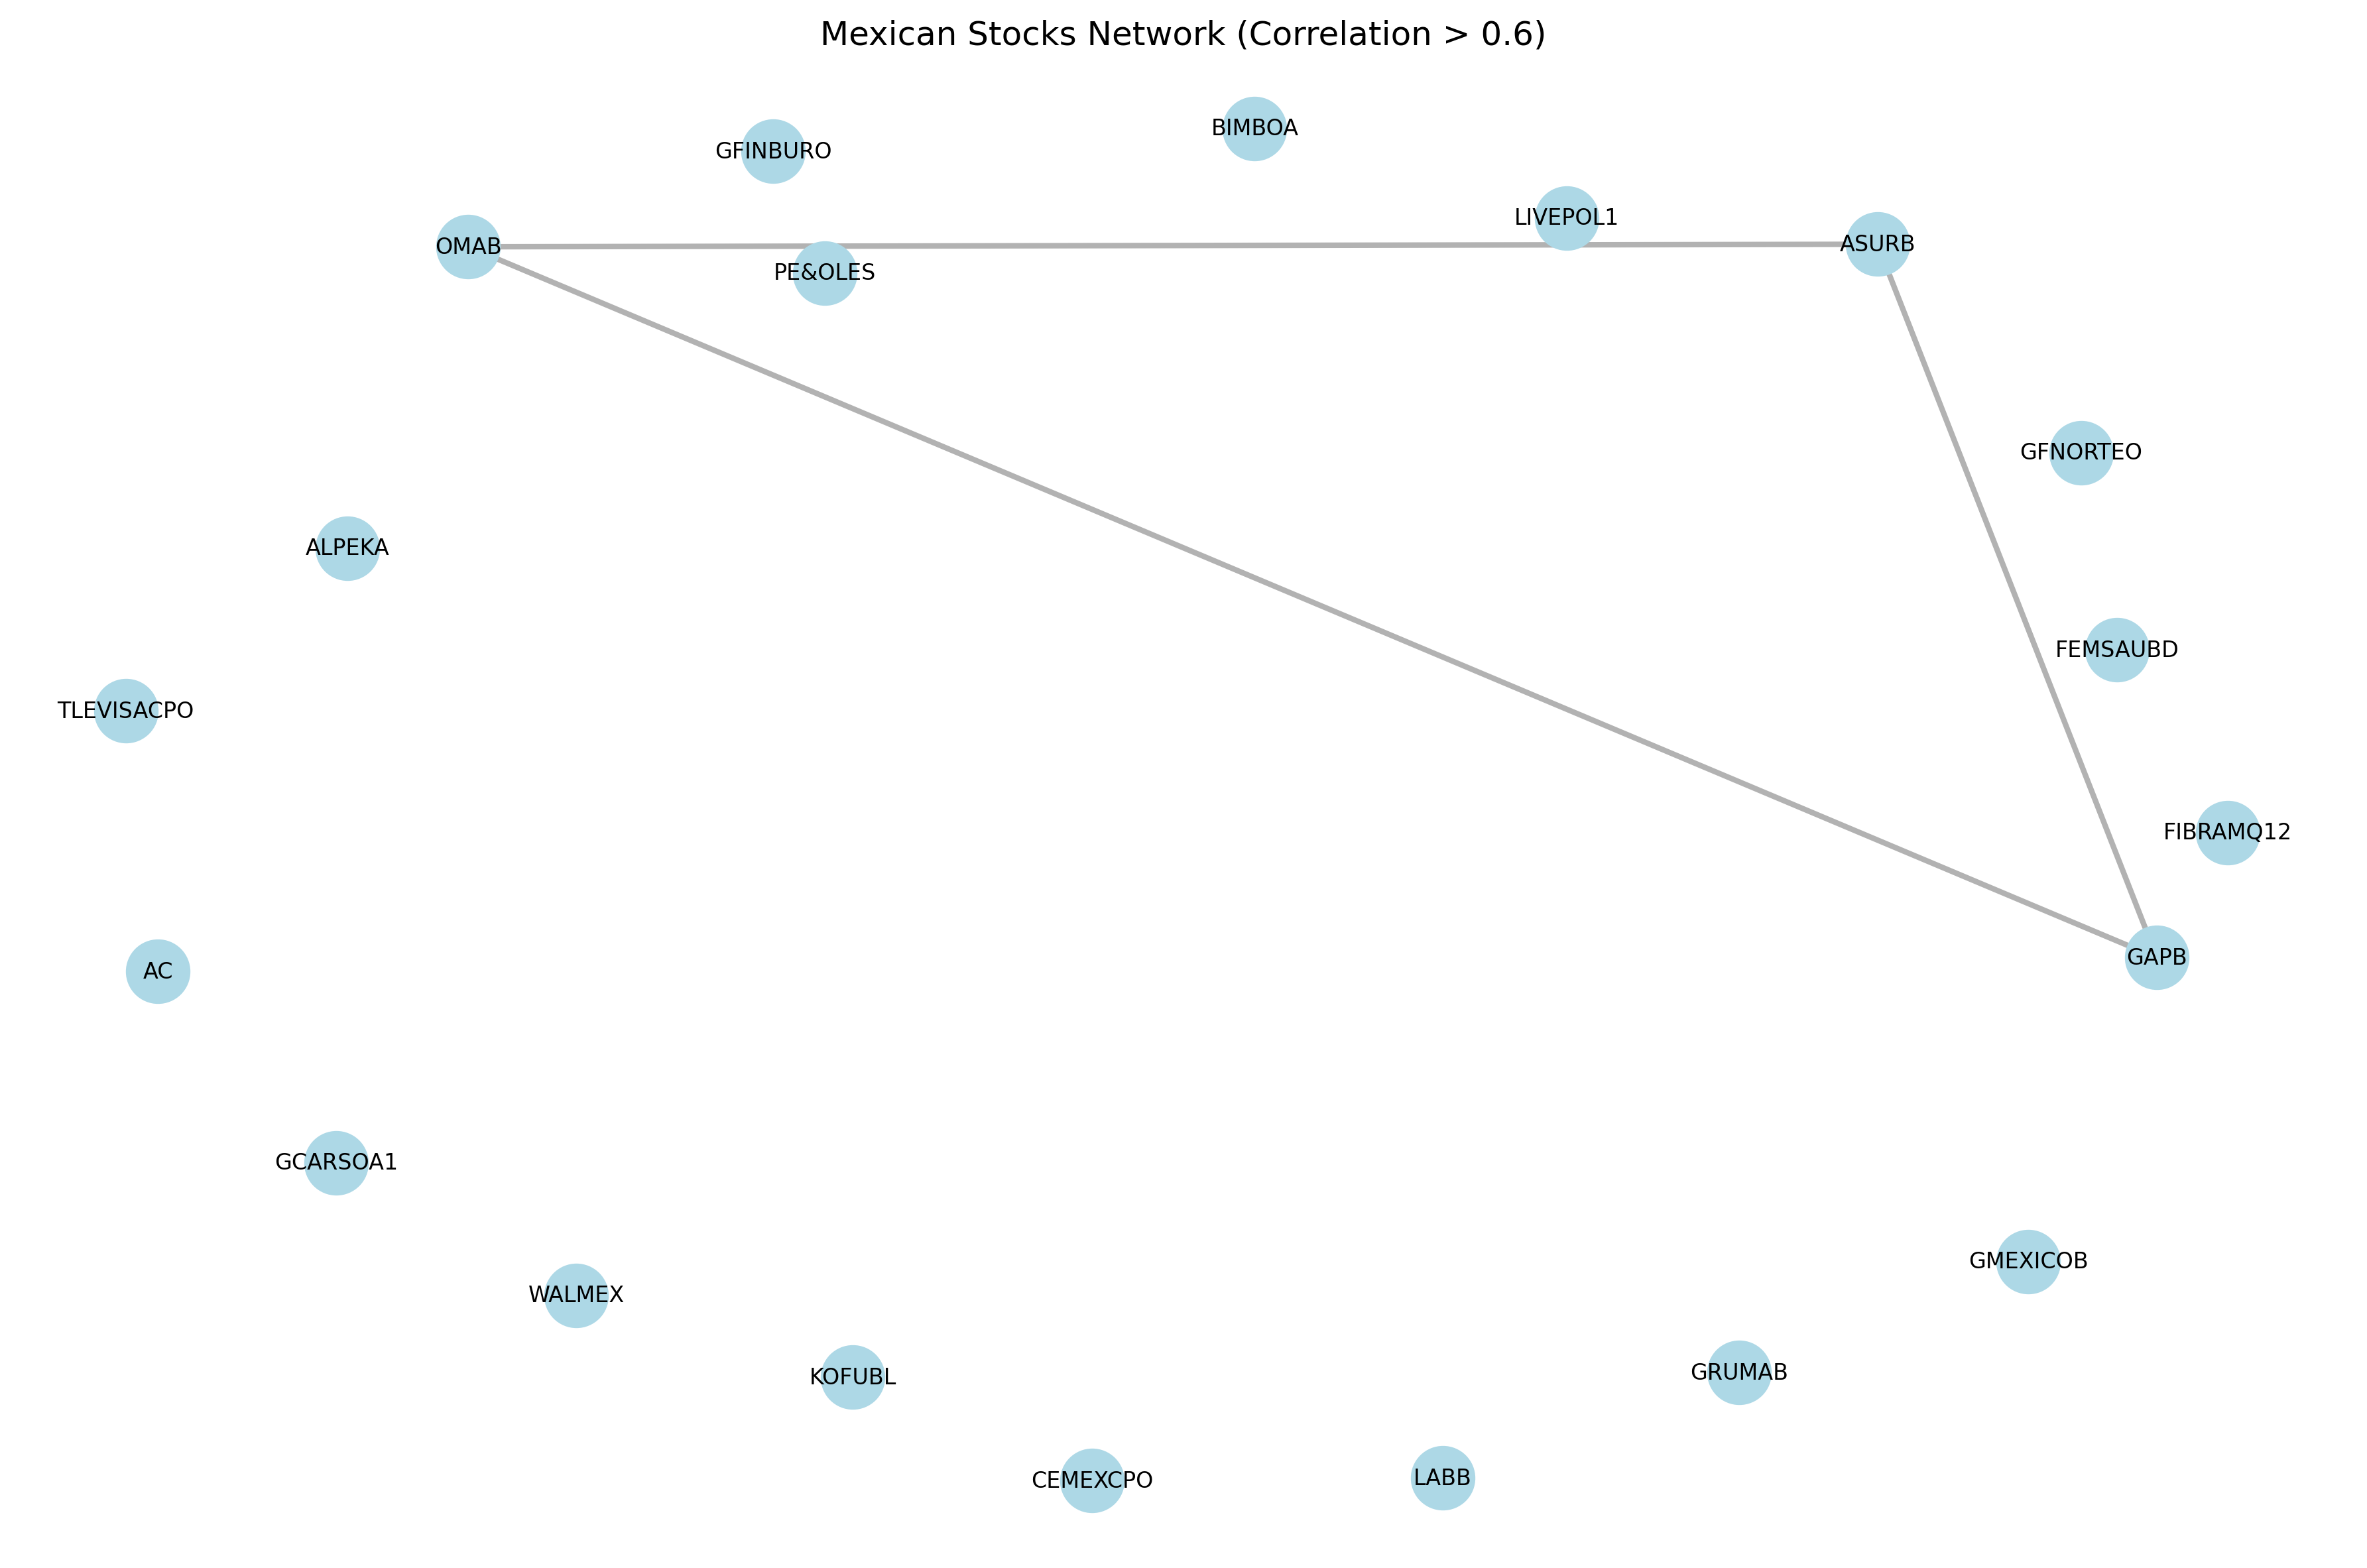 Mexican Stocks Network (Correlation > 0.6)
BIMBOA
GFINBURO
LIVEPOL1
OMAB
ASURB
PE&OLES
GFNORTEO
ALPEKA
FEMSAUBD
TLEVISACPO
FIBRAMQ12
GAPB
AC
GCARSOA1
GMEXICOB
WALMEX
GRUMAB
KOFUBL
LABB
CEMEXCPO